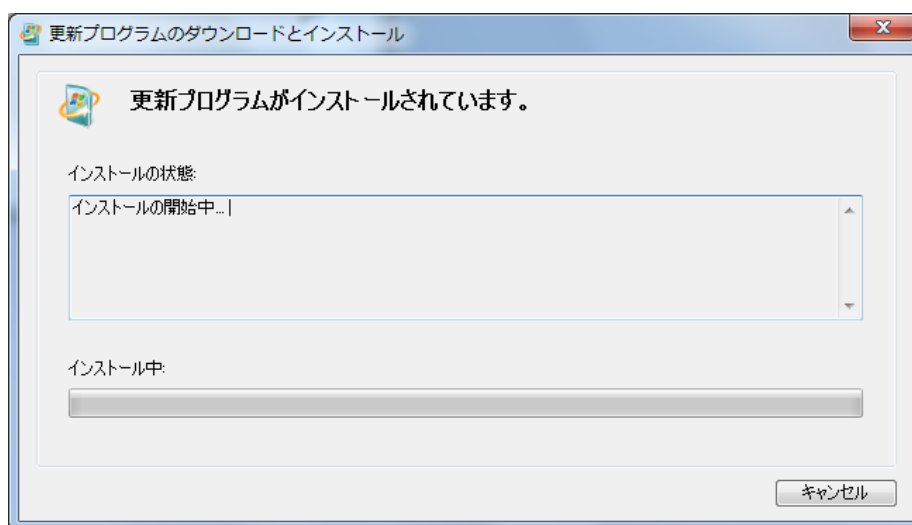 更新プログラムのダウンロードとインストール
更新プログラムがインストールされています。
インストールの状態:
インストールの開始中...
インストール中:
キャンセル